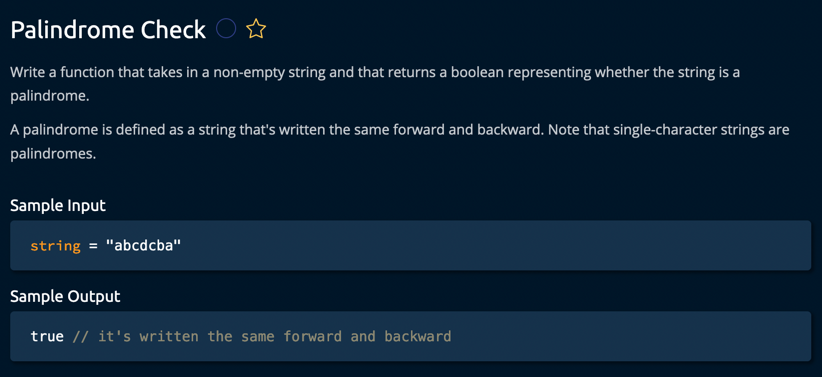 Palindrome Check
Write a function that takes in a non-empty string and that returns a boolean representing whether the string is a
palindrome.
A palindrome is defined as a string that's written the same forward and backward. Note that single-character strings are
palindromes.
Sample Input
string = "abcdcba"
Sample Output
true // it's written the same forward and backward